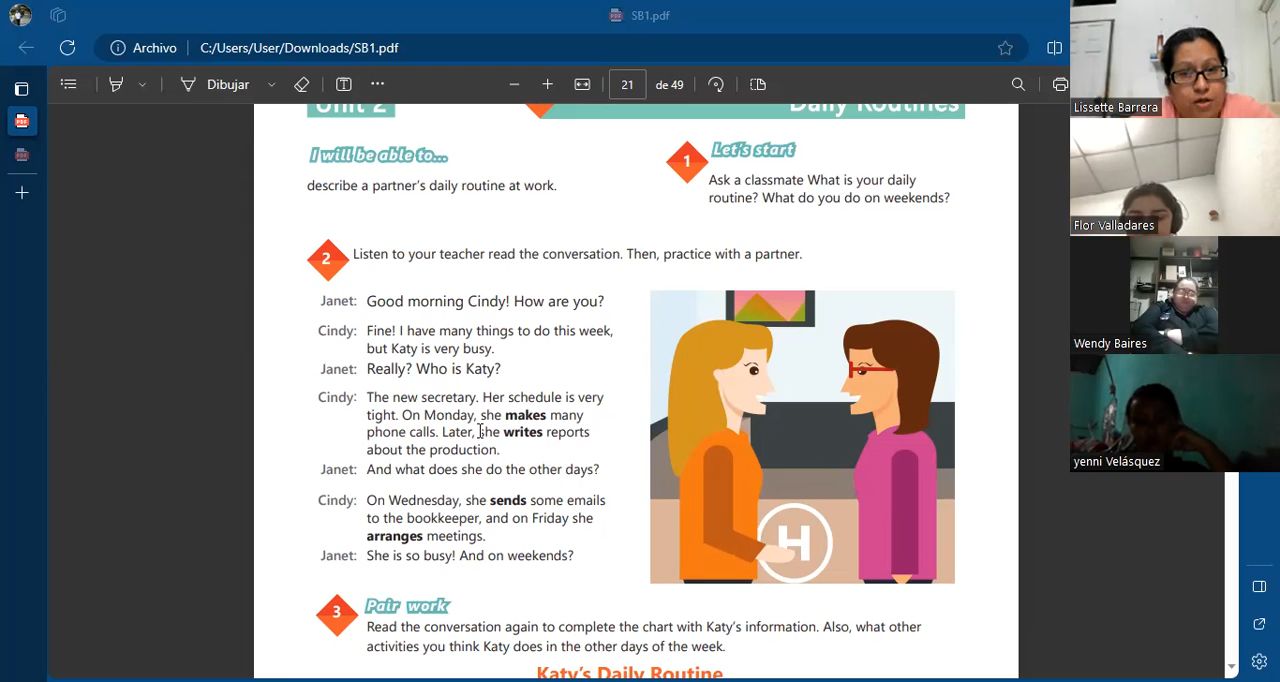 SB1.pdf
Archivo
C:/Users/User/Downloads/SB1.pdf
Dibujar
21
de 49
Unit 2
Daily Routines
I will be able to...
describe a partner's daily routine at work.
1
Let's start
Ask a classmate What is your daily
routine? What do you do on weekends?
2
Listen to your teacher read the conversation. Then, practice with a partner.
Janet: Good morning Cindy! How are you?
Cindy: Fine! I have many things to do this week,
but Katy is very busy.
Janet: Really? Who is Katy?
Cindy: The new secretary. Her schedule is very
tight. On Monday, she makes many
phone calls. Later, she writes reports
about the production.
Janet: And what does she do the other days?
Cindy: On Wednesday, she sends some emails
to the bookkeeper, and on Friday she
arranges meetings.
Janet: She is so busy! And on weekends?
H
3
Pair work
Read the conversation again to complete the chart with Katy's information. Also, what other
activities you think Katy does in the other days of the week.
Katy's Daily Routine
Lissette Barrera
Flor Valladares
Wendy Baires
yenni Velásquez